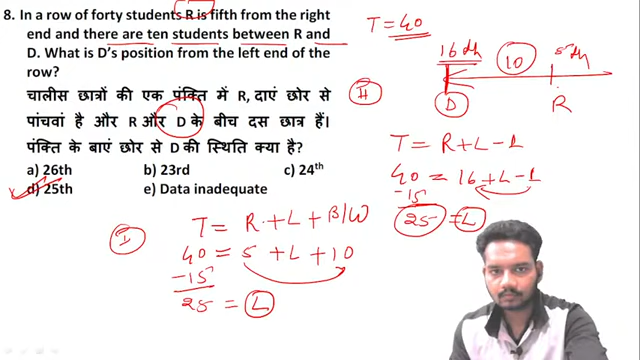 8. In a row of forty students R is fifth from the right
end and there are ten students between R and
D. What is D's position from the left end of the
row?
चालीस छात्रों की एक पंक्ति में R, दाएं छोर से
पांचवां है और R और D के बीच दस छात्र हैं।
पंक्ति के बाएं छोर से D की स्थिति क्या है?
a) 26th b) 23rd c) 24th
d) 25th e) Data inadequate
T = 40
16th 10 5th
D R
II
T = R+L-1
40 = 16+L-1
-15
25 = L
I
T = R+L+B/W
40 = 5+L+10
-15
25 = L